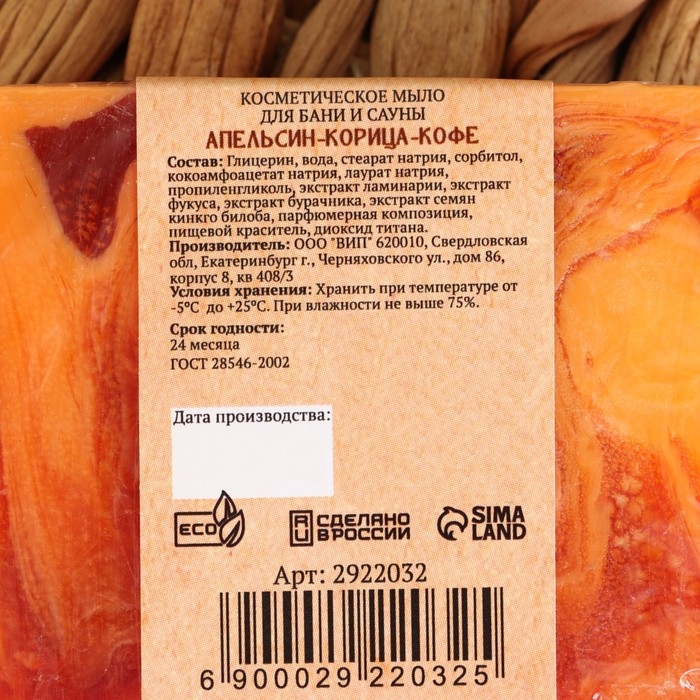 КОСМЕТИЧЕСКОЕ МЫЛО
ДЛЯ БАНИ И САУНЫ
АПЕЛЬСИН-КОРИЦА-КОФЕ
Состав: Глицерин, вода, стеарат натрия, сорбитол,
кокоамфоацетат натрия, лаурат натрия,
пропиленгликоль, экстракт ламинарии, экстракт
фукуса, экстракт бурачника, экстракт семян
кинкго билоба, парфюмерная композиция,
пищевой краситель, диоксид титана.
Производитель: ООО "ВИП" 620010, Свердловская
обл, Екатеринбург г., Черняховского ул., дом 86,
корпус 8, кв 408/3
Условия хранения: Хранить при температуре от
-5°С до +25°С. При влажности не выше 75%.
Срок годности:
24 месяца
ГОСТ 28546-2002
Дата производства:
ECO
RU СДЕЛАНО
В РОССИИ
SIMA
LAND
Арт: 2922032
6 900029 220325